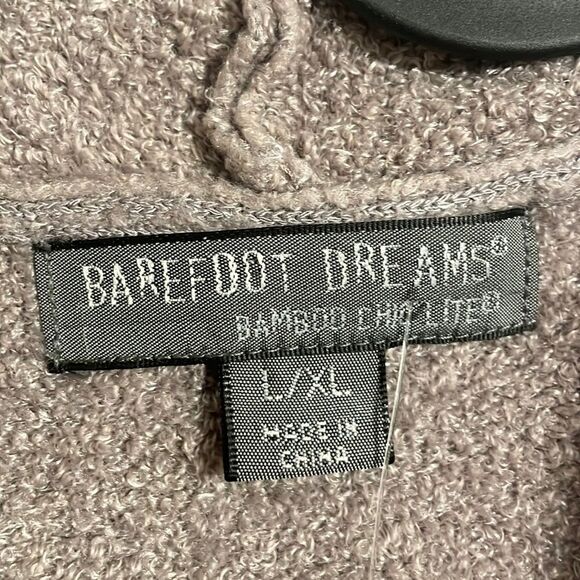 BAREFOOT DREAMS®
BAMBOO CHIC LITE®
L/XL
MADE IN
CHINA